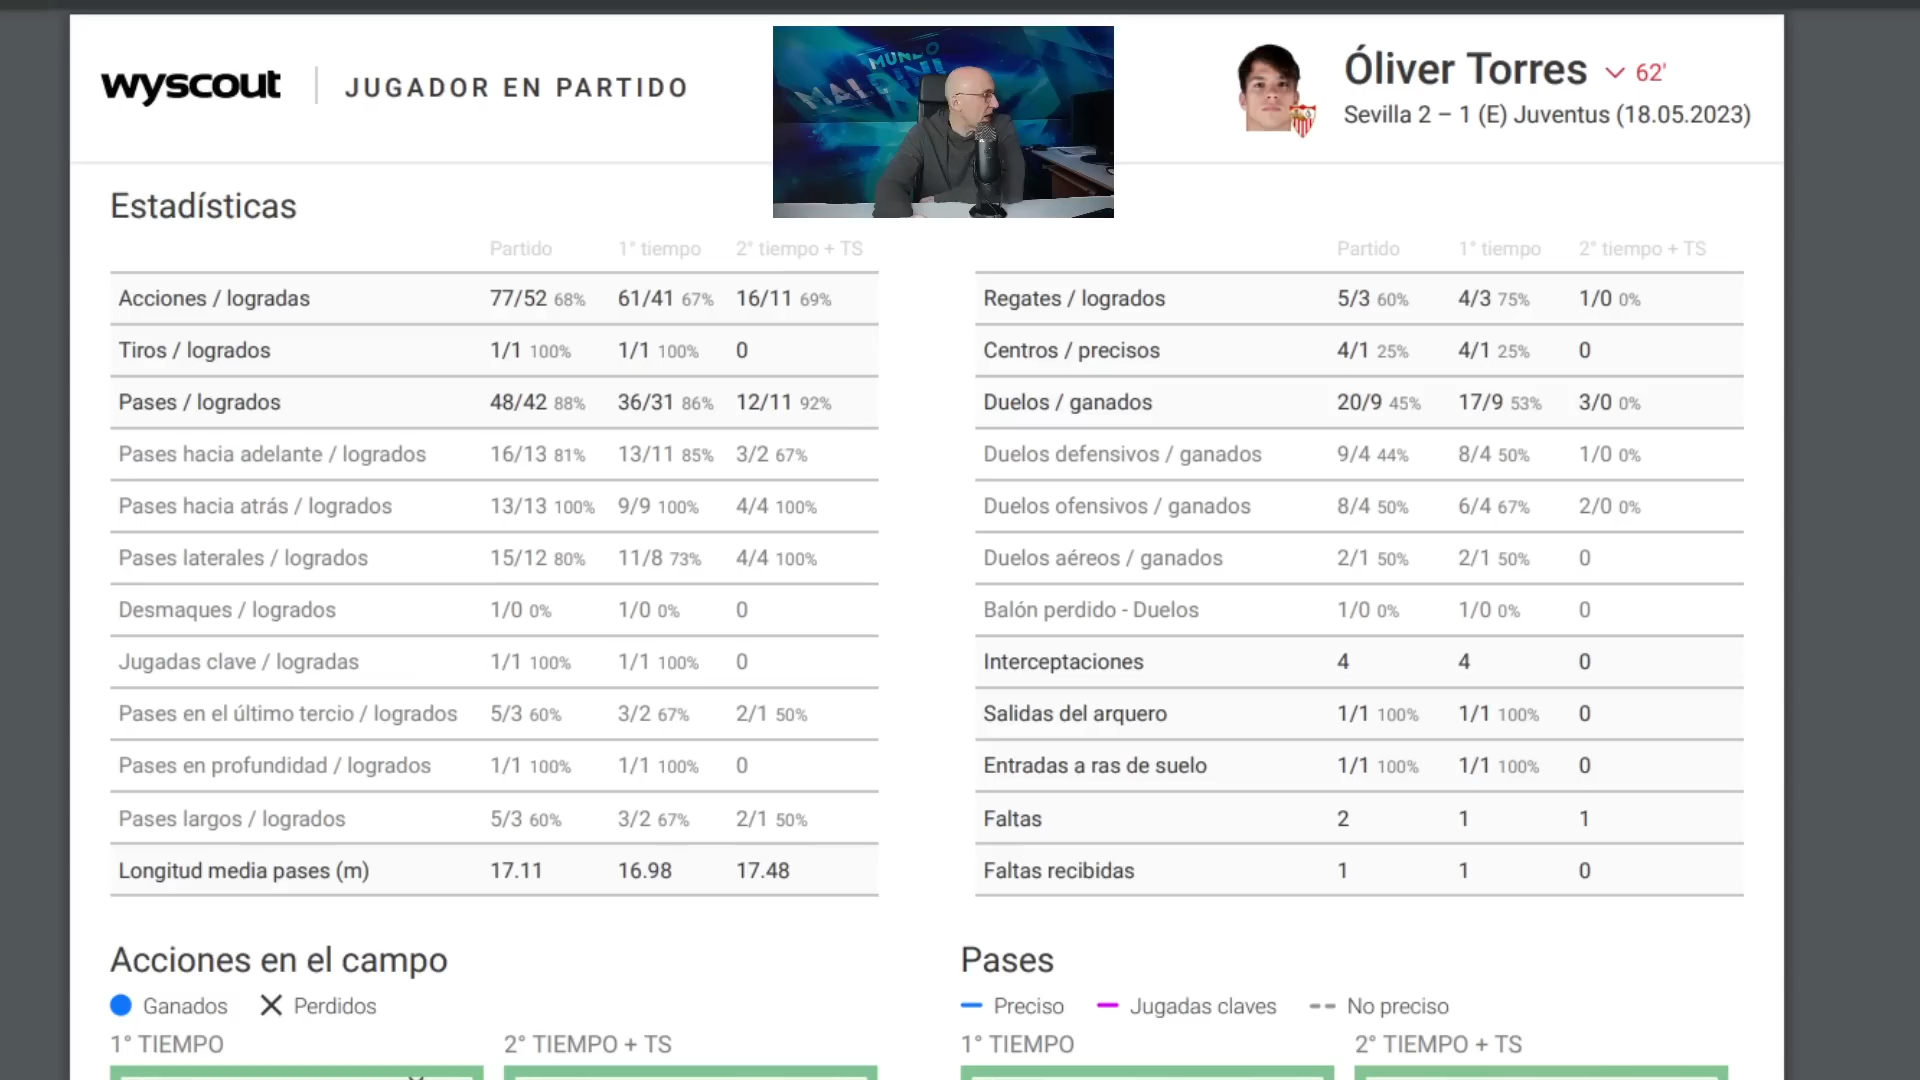 wyscout
JUGADOR EN PARTIDO
MUNDO
MALDINI
Óliver Torres 62'
Sevilla 2 – 1 (E) Juventus (18.05.2023)
Estadísticas
Partido 1° tiempo 2° tiempo + TS
Acciones / logradas 77/52 68% 61/41 67% 16/11 69%
Tiros / logrados 1/1 100% 1/1 100% 0
Pases / logrados 48/42 88% 36/31 86% 12/11 92%
Pases hacia adelante / logrados 16/13 81% 13/11 85% 3/2 67%
Pases hacia atrás / logrados 13/13 100% 9/9 100% 4/4 100%
Pases laterales / logrados 15/12 80% 11/8 73% 4/4 100%
Desmaques / logrados 1/0 0% 1/0 0% 0
Jugadas clave / logradas 1/1 100% 1/1 100% 0
Pases en el último tercio / logrados 5/3 60% 3/2 67% 2/1 50%
Pases en profundidad / logrados 1/1 100% 1/1 100% 0
Pases largos / logrados 5/3 60% 3/2 67% 2/1 50%
Longitud media pases (m) 17.11 16.98 17.48
Partido 1° tiempo 2° tiempo + TS
Regates / logrados 5/3 60% 4/3 75% 1/0 0%
Centros / precisos 4/1 25% 4/1 25% 0
Duelos / ganados 20/9 45% 17/9 53% 3/0 0%
Duelos defensivos / ganados 9/4 44% 8/4 50% 1/0 0%
Duelos ofensivos / ganados 8/4 50% 6/4 67% 2/0 0%
Duelos aéreos / ganados 2/1 50% 2/1 50% 0
Balón perdido - Duelos 1/0 0% 1/0 0% 0
Interceptaciones 4 4 0
Salidas del arquero 1/1 100% 1/1 100% 0
Entradas a ras de suelo 1/1 100% 1/1 100% 0
Faltas 2 1 1
Faltas recibidas 1 1 0
Acciones en el campo
Ganados Perdidos
1° TIEMPO 2° TIEMPO + TS
Pases
Preciso Jugadas claves No preciso
1° TIEMPO 2° TIEMPO + TS